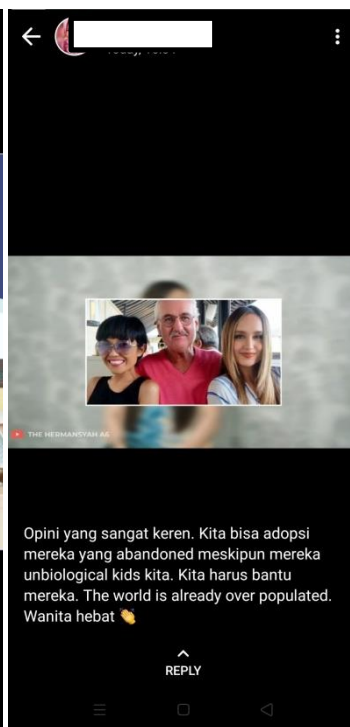 THE HERMANSYAH A6
Opini yang sangat keren. Kita bisa adopsi
mereka yang abandoned meskipun mereka
unbiological kids kita. Kita harus bantu
mereka. The world is already over populated.
Wanita hebat 👏
REPLY